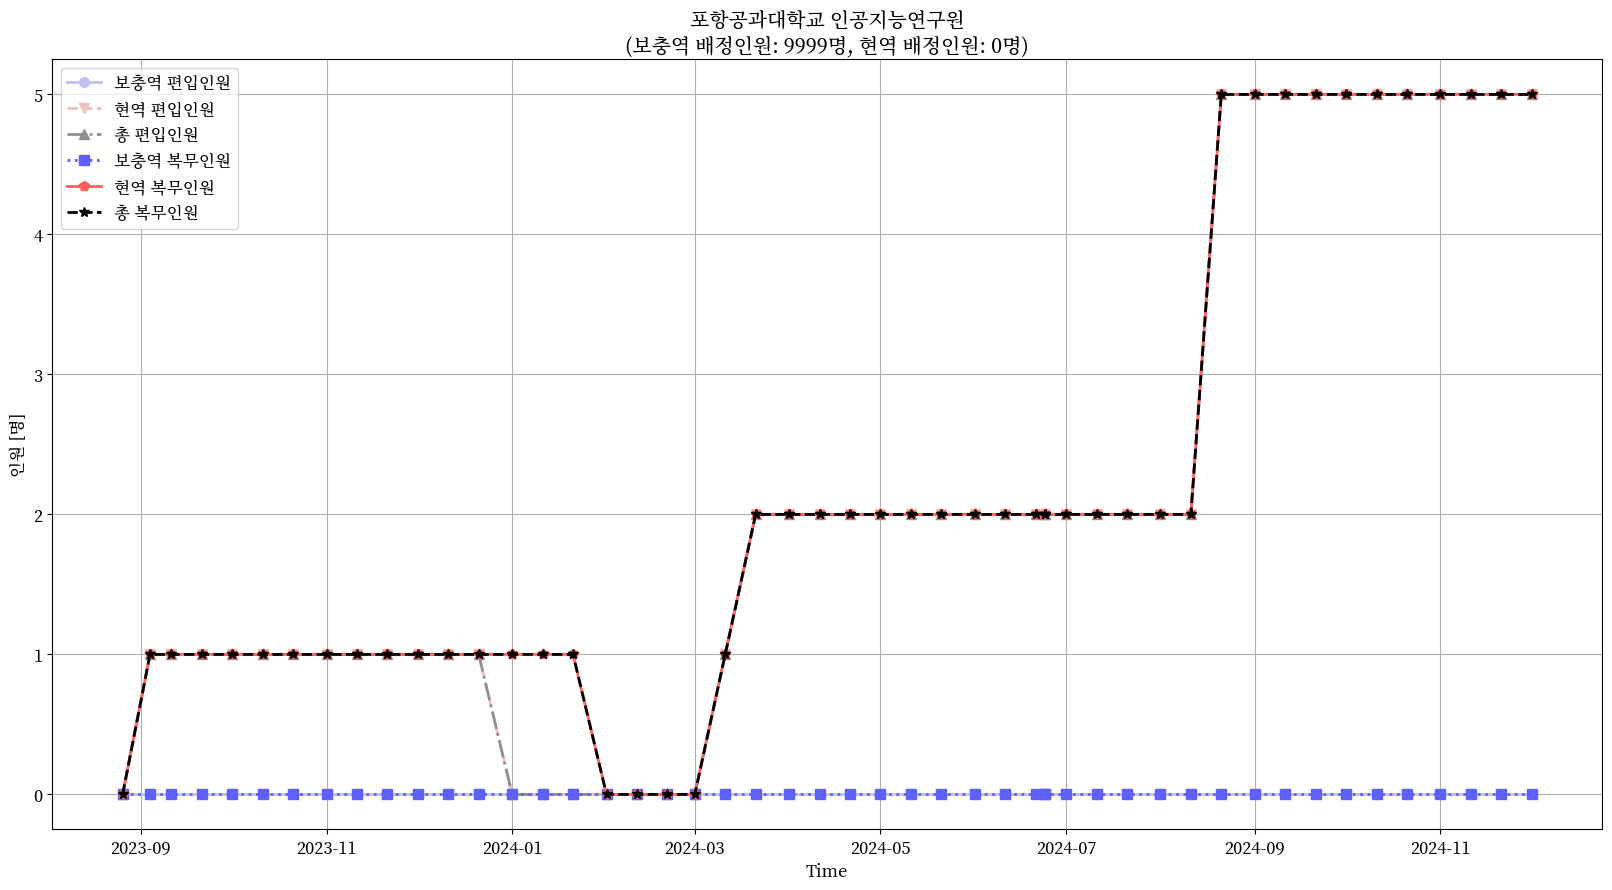 포항공과대학교 인공지능연구원
(보충역 배정인원: 9999명, 현역 배정인원: 0명)
보충역 편입인원
현역 편입인원
총 편입인원
보충역 복무인원
현역 복무인원
총 복무인원
인원 [명]
5
4
3
2
1
0
2023-09
2023-11
2024-01
2024-03
2024-05
2024-07
2024-09
2024-11
Time